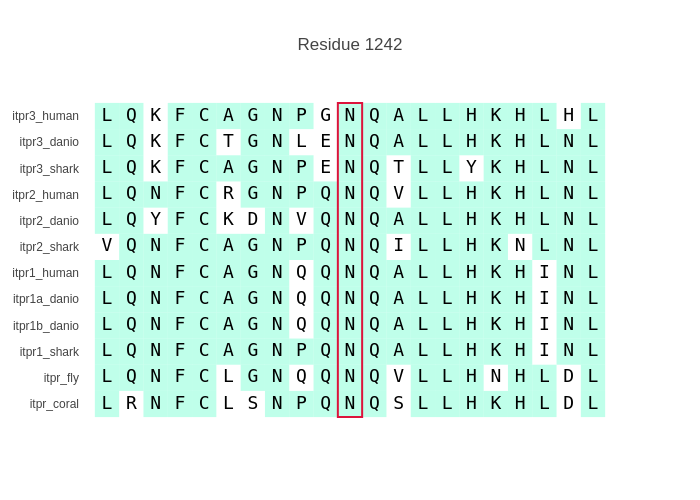 Residue 1242
itpr3_human L Q K F C A G N P G N Q A L L H K H L H L
itpr3_danio L Q K F C T G N L E N Q A L L H K H L N L
itpr3_shark L Q K F C A G N P E N Q T L L Y K H L N L
itpr2_human L Q N F C R G N P Q N Q V L L H K H L N L
itpr2_danio L Q Y F C K D N V Q N Q A L L H K H L N L
itpr2_shark V Q N F C A G N P Q N Q I L L H K N L N L
itpr1_human L Q N F C A G N Q Q N Q A L L H K H I N L
itpr1a_danio L Q N F C A G N Q Q N Q A L L H K H I N L
itpr1b_danio L Q N F C A G N Q Q N Q A L L H K H I N L
itpr1_shark L Q N F C A G N P Q N Q A L L H K H I N L
itpr_fly L Q N F C L G N Q Q N Q V L L H N H L D L
itpr_coral L R N F C L S N P Q N Q S L L H K H L D L